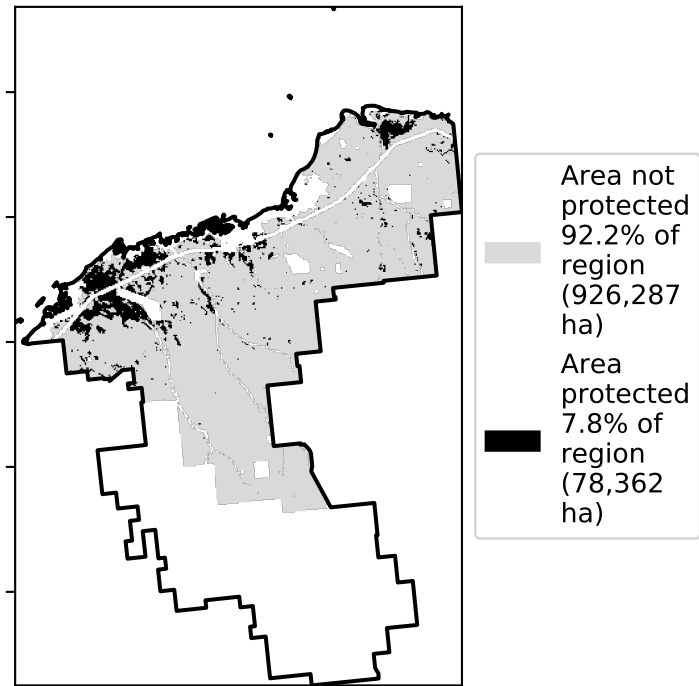 Area not
protected
92.2% of
region
(926,287
ha)
Area
protected
7.8% of
region
(78,362
ha)